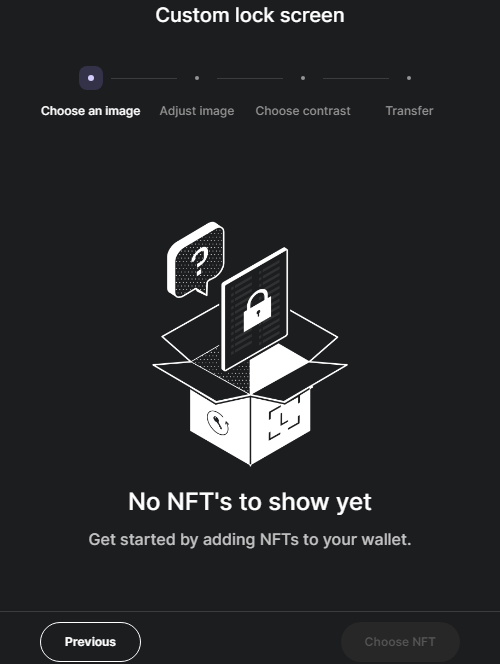 Custom lock screen
Choose an image
Adjust image
Choose contrast
Transfer
?
No NFT's to show yet
Get started by adding NFTs to your wallet.
Previous
Choose NFT